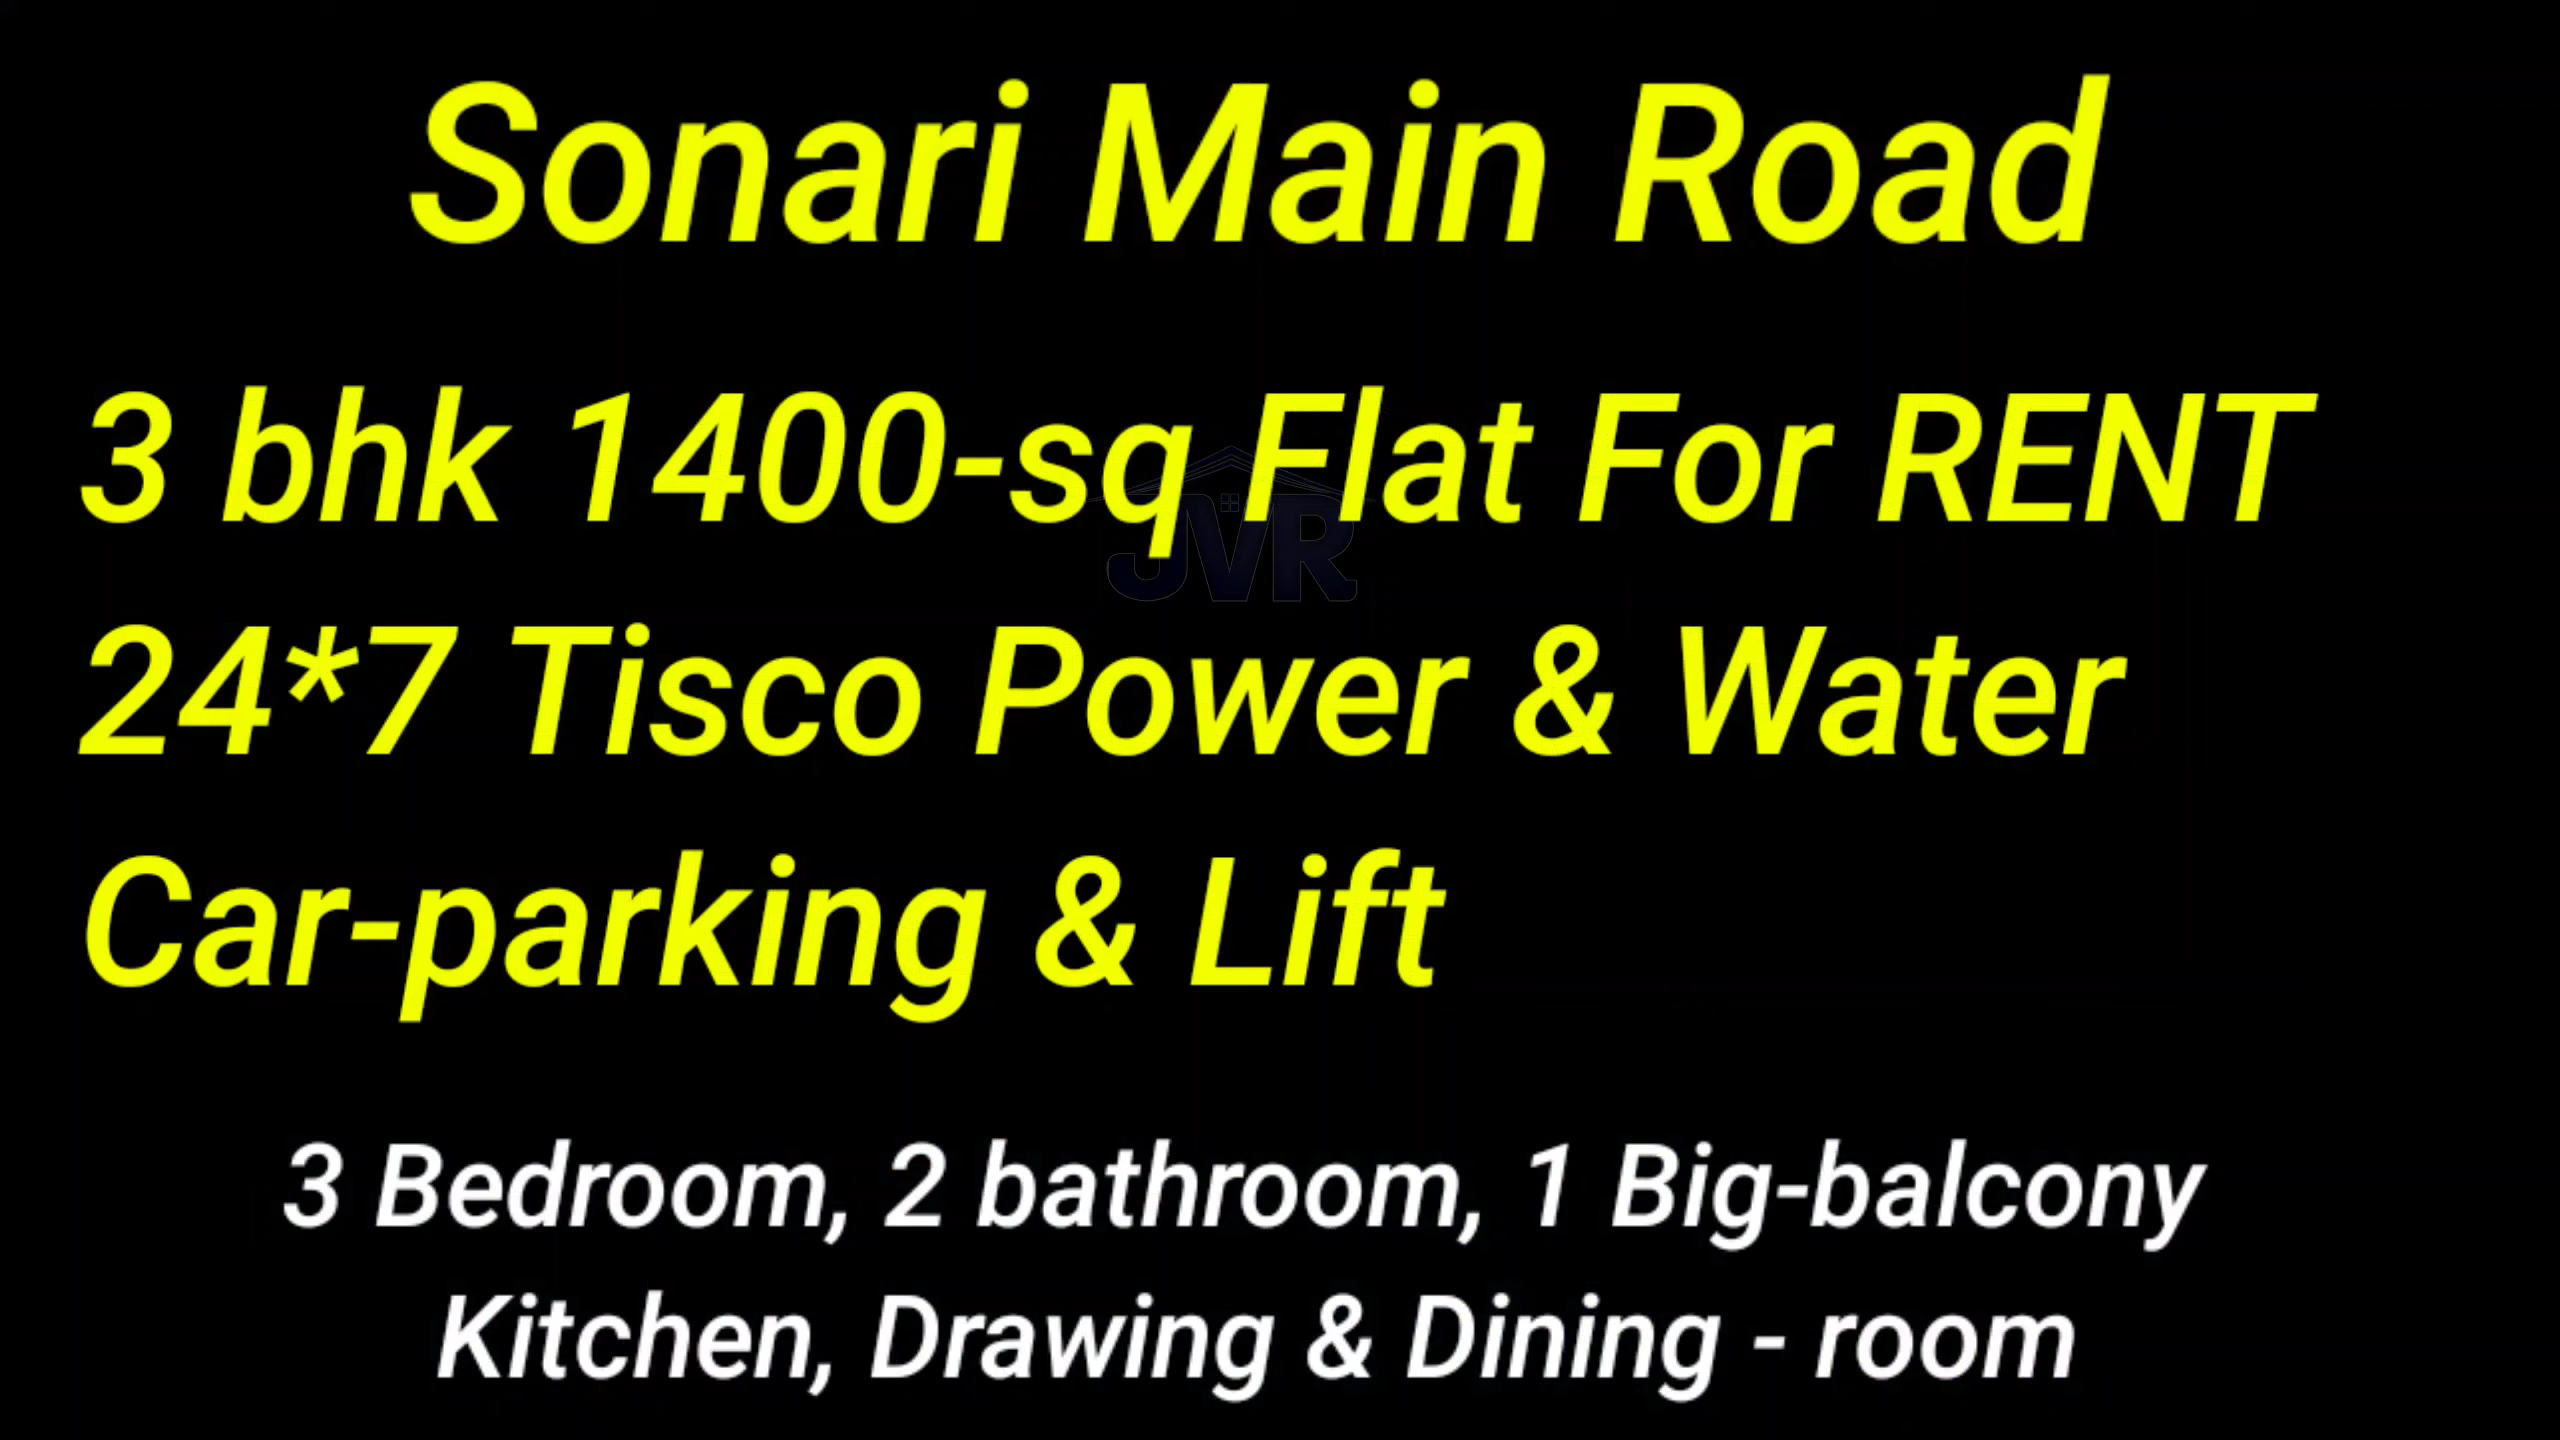 Sonari Main Road
3 bhk 1400-sq Flat For RENT
JVR
24*7 Tisco Power & Water
Car-parking & Lift
3 Bedroom, 2 bathroom, 1 Big-balcony
Kitchen, Drawing & Dining - room